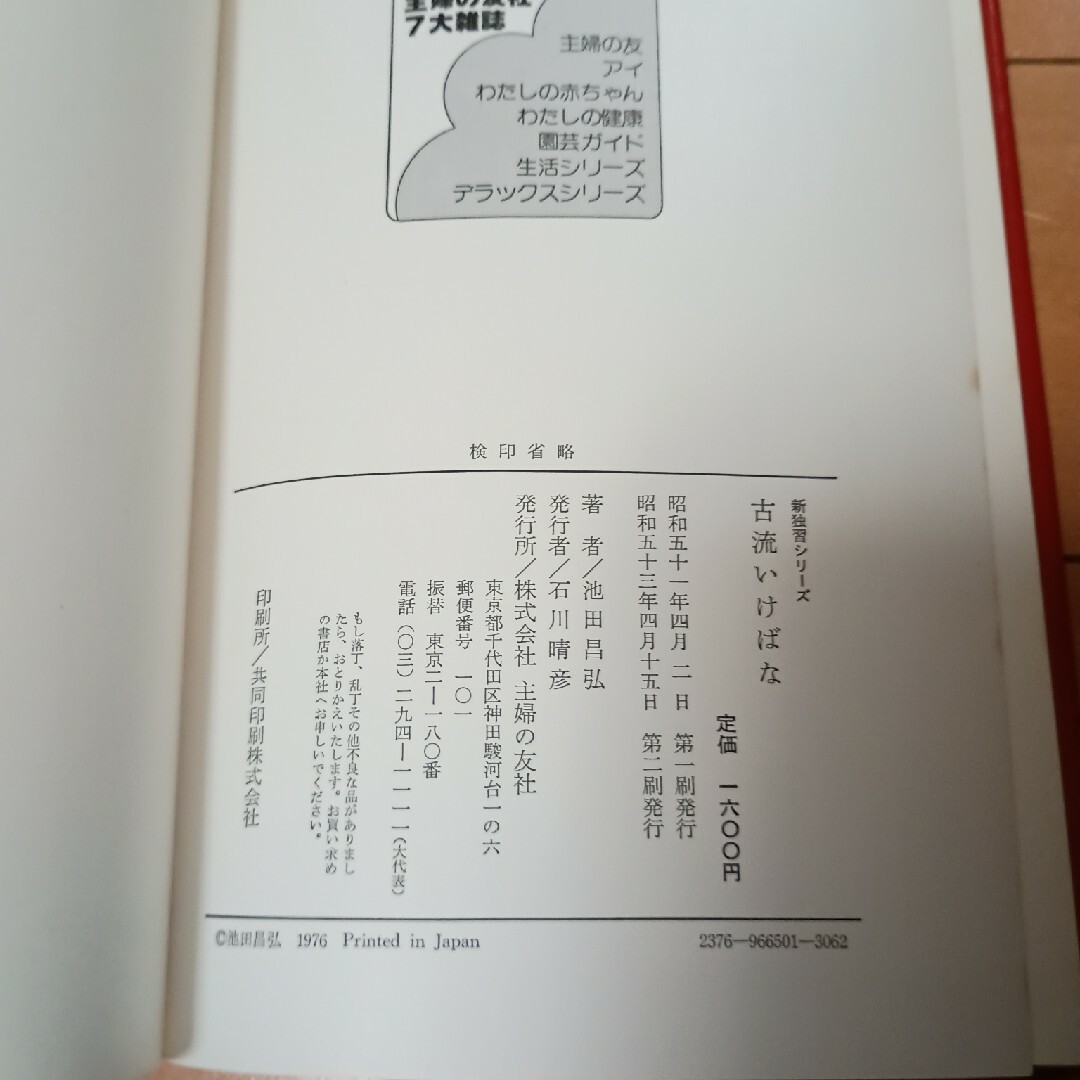 主婦の友社
7大雑誌
主婦の友
アイ
わたしの赤ちゃん
わたしの健康
園芸ガイド
生活シリーズ
デラックスシリーズ
検印省略
新独習シリーズ
古流いけばな
定価 一六〇〇円
昭和五十一年四月 二 日 第一刷発行
昭和五十三年四月十五日 第二刷発行
著 者/池田昌弘
発行者/石川晴彦
発行所/株式会社 主婦の友社
東京都千代田区神田駿河台一の六
郵便番号 一〇一
振替 東京二ー一八〇番
電話(〇三)二九四ー一一一一(大代表)
もし落丁、乱丁その他不良な品がありまし
たら、おとりかえいたします。お買い求め
の書店か本社へお申しいでください。
印刷所/共同印刷株式会社
©池田昌弘 1976 Printed in Japan
2376-966501-3062